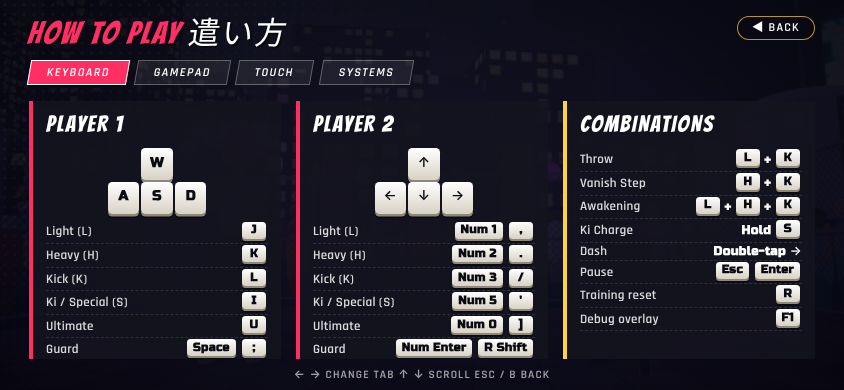 HOW TO PLAY 遣い方
◀ BACK
KEYBOARD GAMEPAD TOUCH SYSTEMS
PLAYER 1
W
A S D
Light (L) J
Heavy (H) K
Kick (K) L
Ki / Special (S) I
Ultimate U
Guard Space ;
PLAYER 2
↑
← ↓ →
Light (L) Num 1 ,
Heavy (H) Num 2 .
Kick (K) Num 3 /
Ki / Special (S) Num 5 '
Ultimate Num 0 ]
Guard Num Enter R Shift
COMBINATIONS
Throw L + K
Vanish Step H + K
Awakening L + H + K
Ki Charge Hold S
Dash Double-tap →
Pause Esc Enter
Training reset R
Debug overlay F1
← → CHANGE TAB ↑ ↓ SCROLL ESC / B BACK